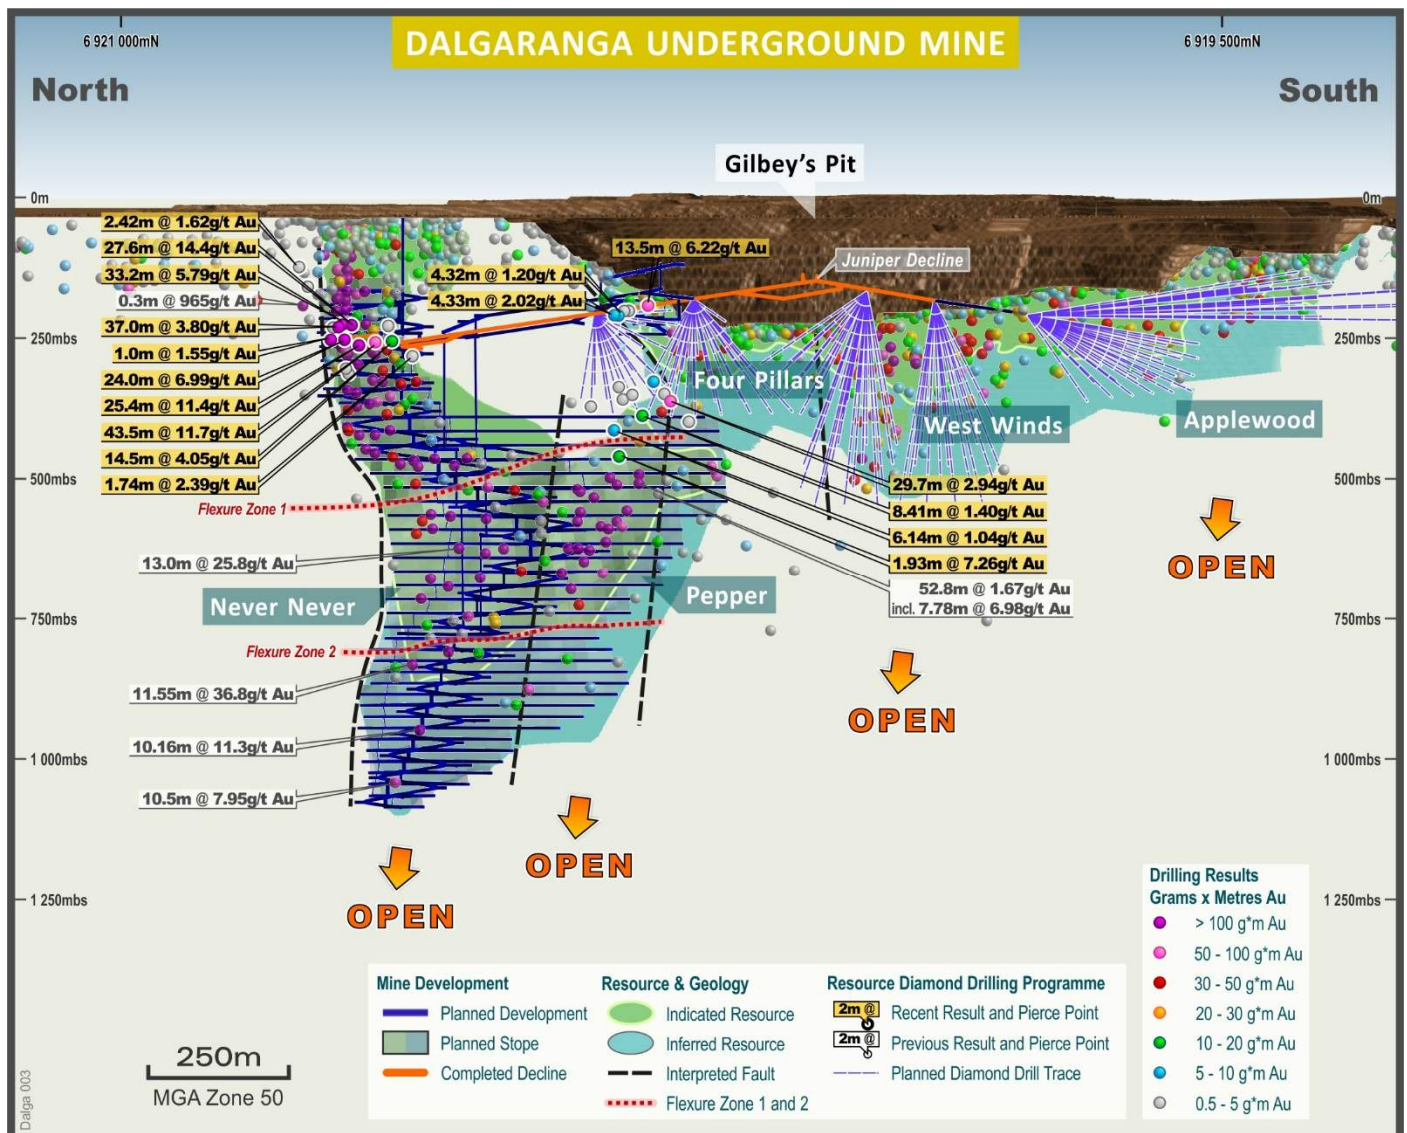 6 921 000mN
DALGARANGA UNDERGROUND MINE
6 919 500mN
North
South
Gilbey's Pit
0m
0m
2.42m @ 1.62g/t Au
27.6m @ 14.4g/t Au
33.2m @ 5.79g/t Au
0.3m @ 965g/t Au
37.0m @ 3.80g/t Au
1.0m @ 1.55g/t Au
24.0m @ 6.99g/t Au
25.4m @ 11.4g/t Au
43.5m @ 11.7g/t Au
14.5m @ 4.05g/t Au
1.74m @ 2.39g/t Au
13.5m @ 6.22g/t Au
4.32m @ 1.20g/t Au
4.33m @ 2.02g/t Au
Juniper Decline
250mbs
250mbs
Four Pillars
West Winds
Applewood
500mbs
500mbs
Flexure Zone 1
29.7m @ 2.94g/t Au
8.41m @ 1.40g/t Au
6.14m @ 1.04g/t Au
1.93m @ 7.26g/t Au
52.8m @ 1.67g/t Au
incl. 7.78m @ 6.98g/t Au
OPEN
13.0m @ 25.8g/t Au
Never Never
Pepper
750mbs
750mbs
Flexure Zone 2
11.55m @ 36.8g/t Au
OPEN
10.16m @ 11.3g/t Au
1 000mbs
1 000mbs
10.5m @ 7.95g/t Au
OPEN
OPEN
1 250mbs
1 250mbs
Drilling Results
Grams x Metres Au
> 100 g*m Au
50 - 100 g*m Au
30 - 50 g*m Au
20 - 30 g*m Au
10 - 20 g*m Au
5 - 10 g*m Au
0.5 - 5 g*m Au
Mine Development
Planned Development
Planned Stope
Completed Decline
Resource & Geology
Indicated Resource
Inferred Resource
Interpreted Fault
Flexure Zone 1 and 2
Resource Diamond Drilling Programme
2m @
Recent Result and Pierce Point
2m @
Previous Result and Pierce Point
Planned Diamond Drill Trace
250m
MGA Zone 50
Dalga 003